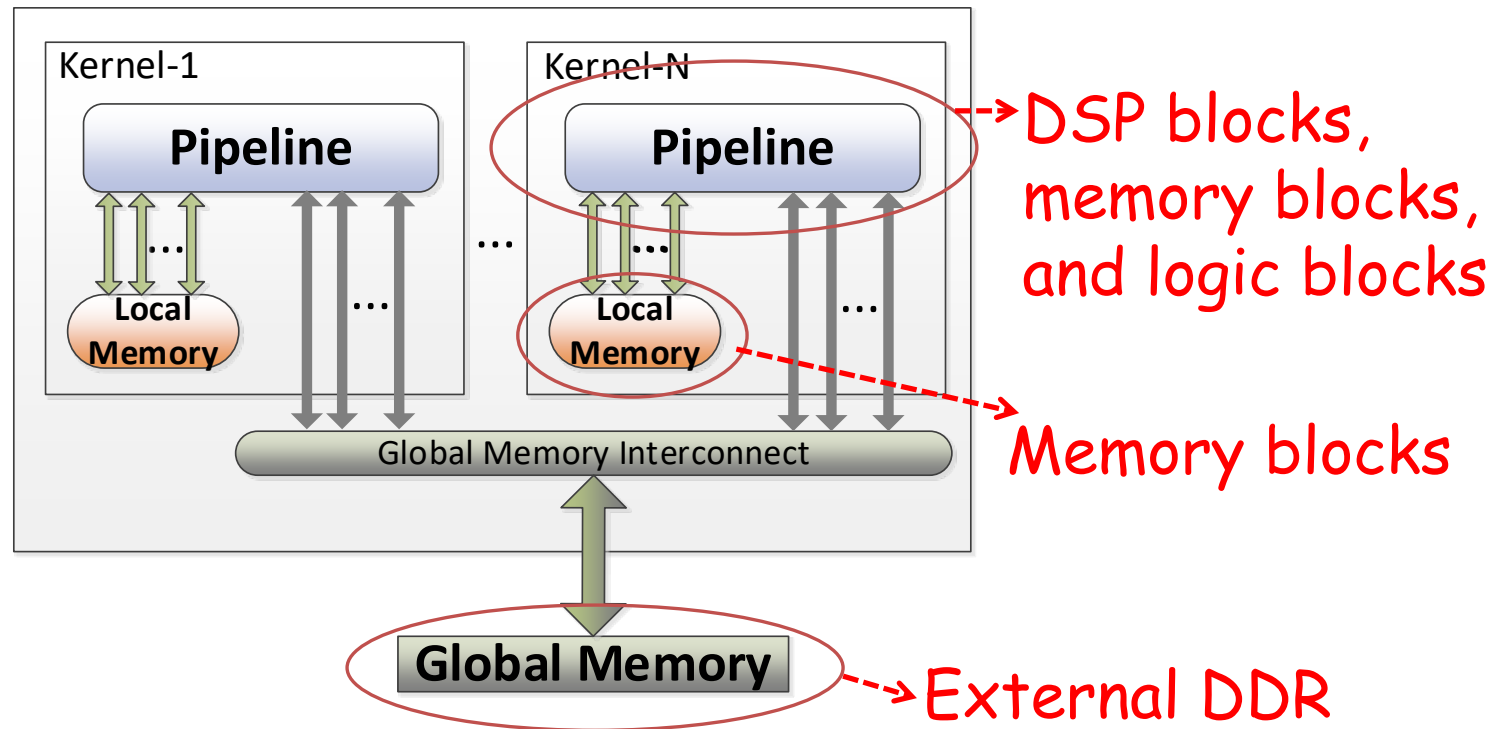 Kernel-1
Pipeline
...
Local
Memory
...
...
Kernel-N
Pipeline
...
Local
Memory
...
Global Memory Interconnect
Global Memory
DSP blocks,
memory blocks,
and logic blocks
Memory blocks
External DDR